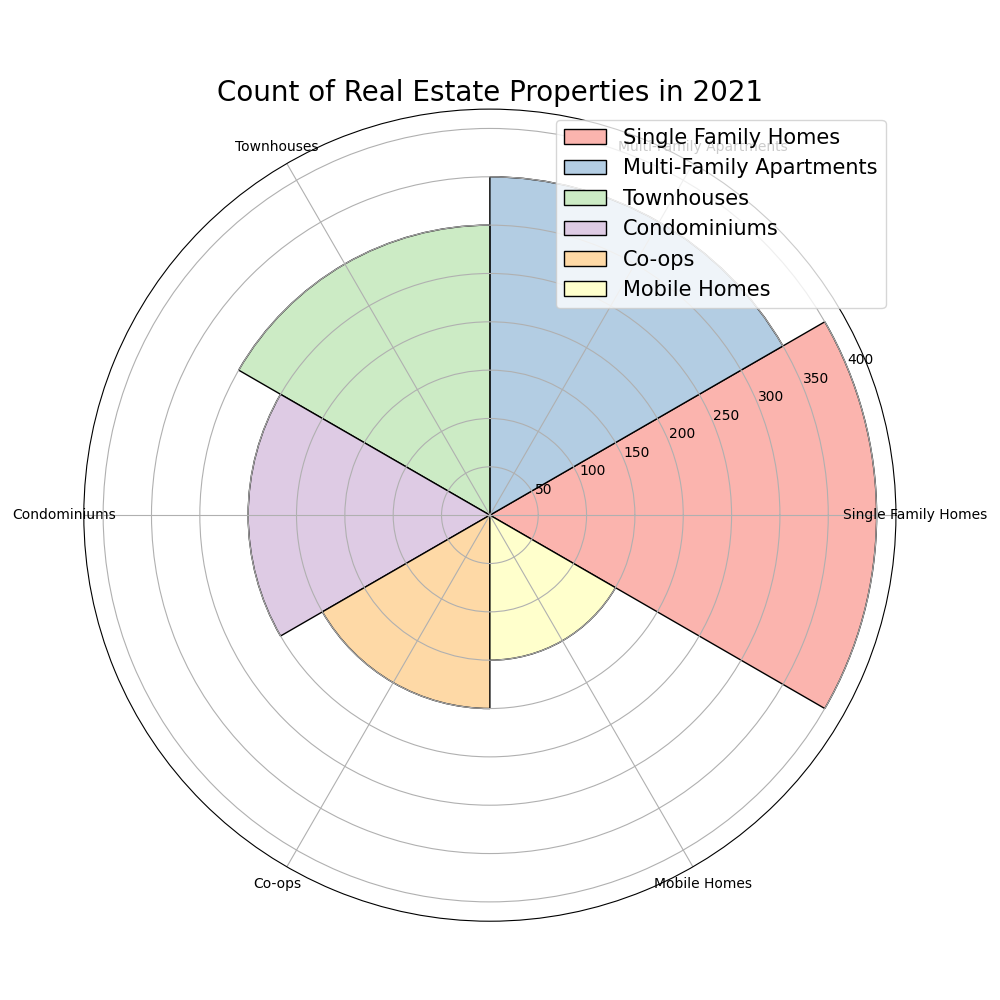 Count of Real Estate Properties in 2021
Townhouses
Multi-Family Apartments
Single Family Homes
Multi-Family Apartments
Townhouses
Condominiums
Co-ops
Mobile Homes
400
350
300
250
200
150
100
50
Condominiums
Single Family Homes
Co-ops
Mobile Homes